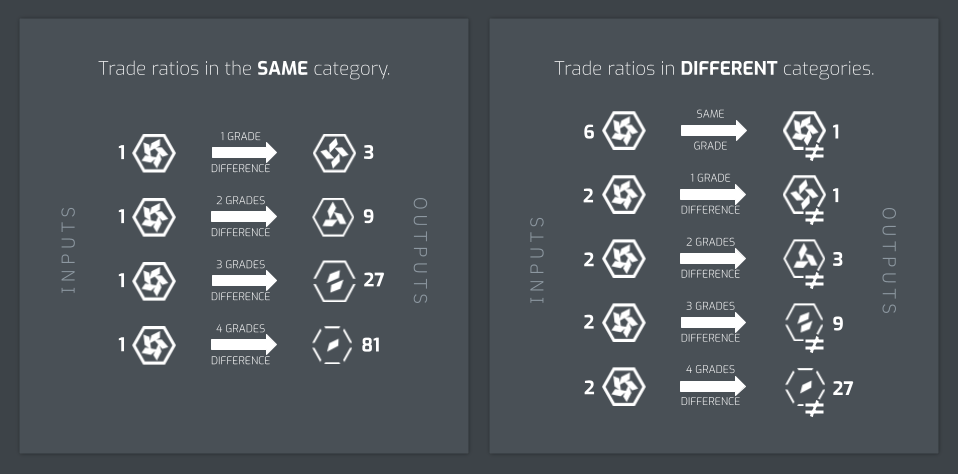 Trade ratios in the SAME category.
INPUTS
1 1 GRADE DIFFERENCE 3
1 2 GRADES DIFFERENCE 9
1 3 GRADES DIFFERENCE 27
1 4 GRADES DIFFERENCE 81
OUTPUTS
Trade ratios in DIFFERENT categories.
INPUTS
6 SAME GRADE ≠ 1
2 1 GRADE DIFFERENCE ≠ 1
2 2 GRADES DIFFERENCE ≠ 3
2 3 GRADES DIFFERENCE ≠ 9
2 4 GRADES DIFFERENCE ≠ 27
OUTPUTS